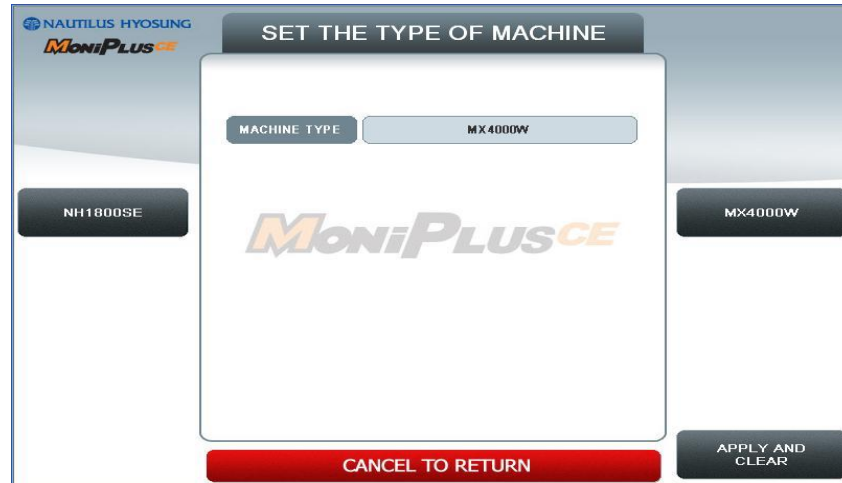 NAUTILUS HYOSUNG
MoniPlusCE
SET THE TYPE OF MACHINE
MACHINE TYPE
MX4000W
NH1800SE
MX4000W
MoniPlusCE
APPLY AND
CLEAR
CANCEL TO RETURN